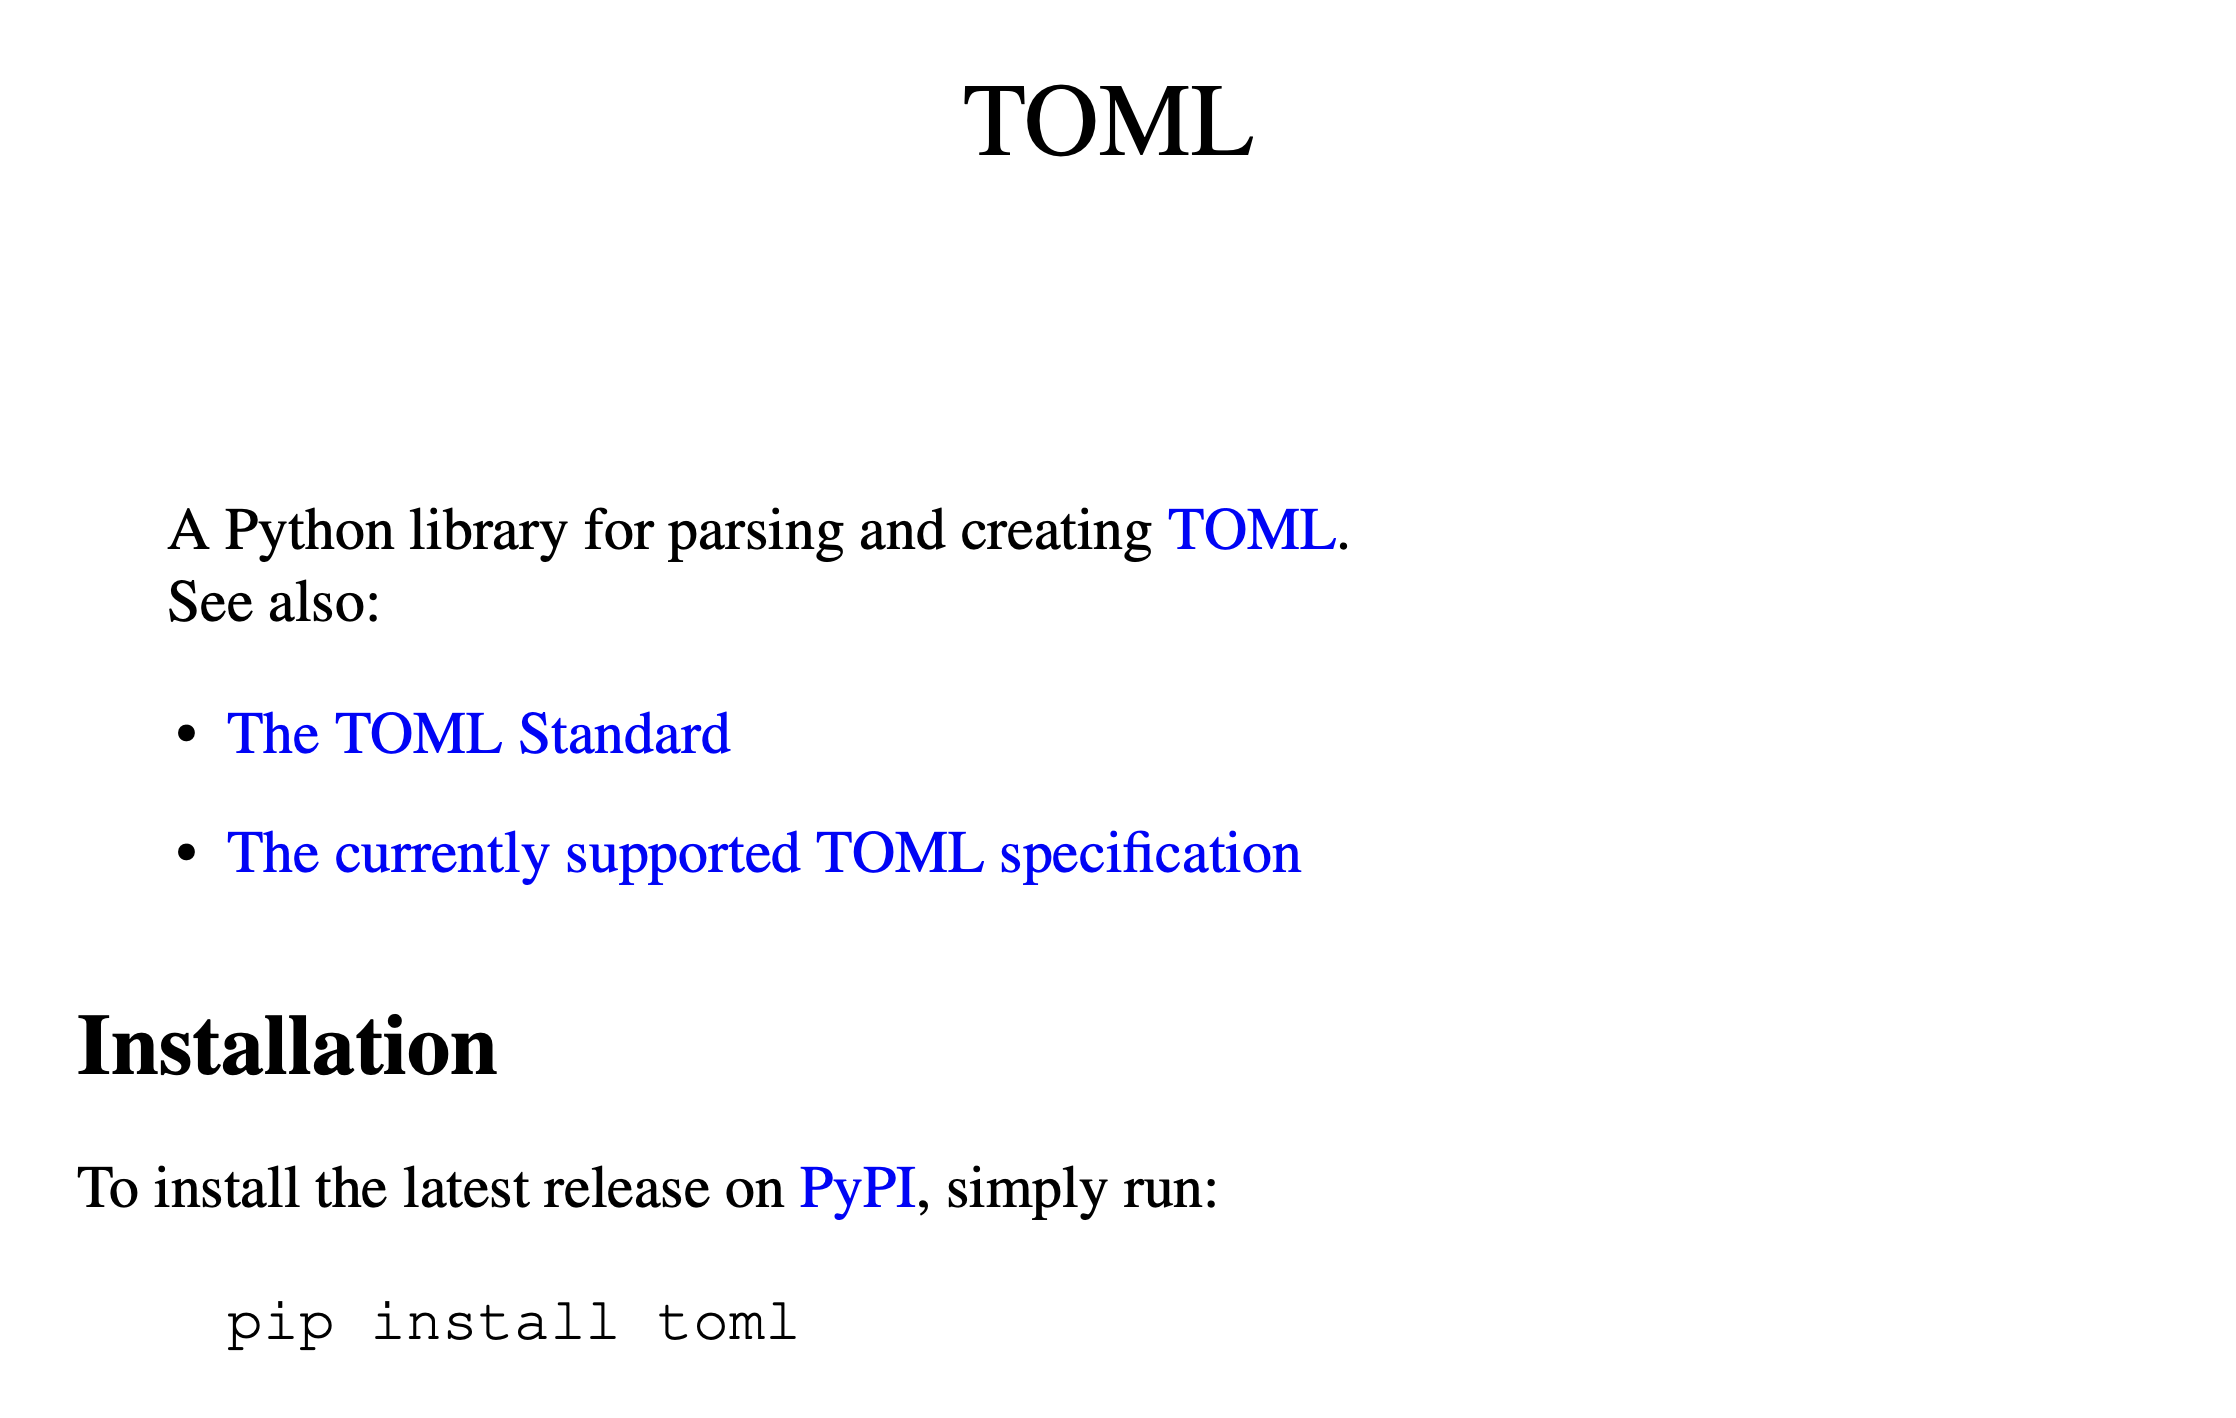 TOML
A Python library for parsing and creating TOML.
See also:
• The TOML Standard
• The currently supported TOML specification
Installation
To install the latest release on PyPI, simply run:
pip install toml